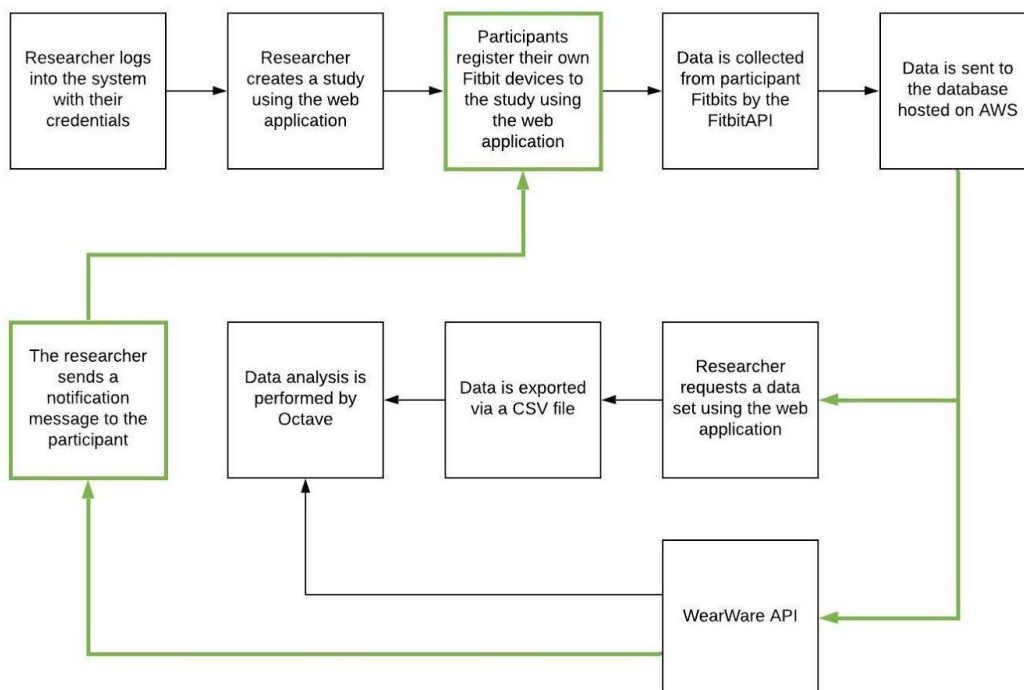 Researcher logs
into the system
with their
credentials
Researcher
creates a study
using the web
application
Participants
register their own
Fitbit devices to
the study using
the web
application
Data is collected
from participant
Fitbits by the
FitbitAPI
Data is sent to
the database
hosted on AWS
The researcher
sends a
notification
message to the
participant
Data analysis is
performed by
Octave
Data is exported
via a CSV file
Researcher
requests a data
set using the web
application
WearWare API